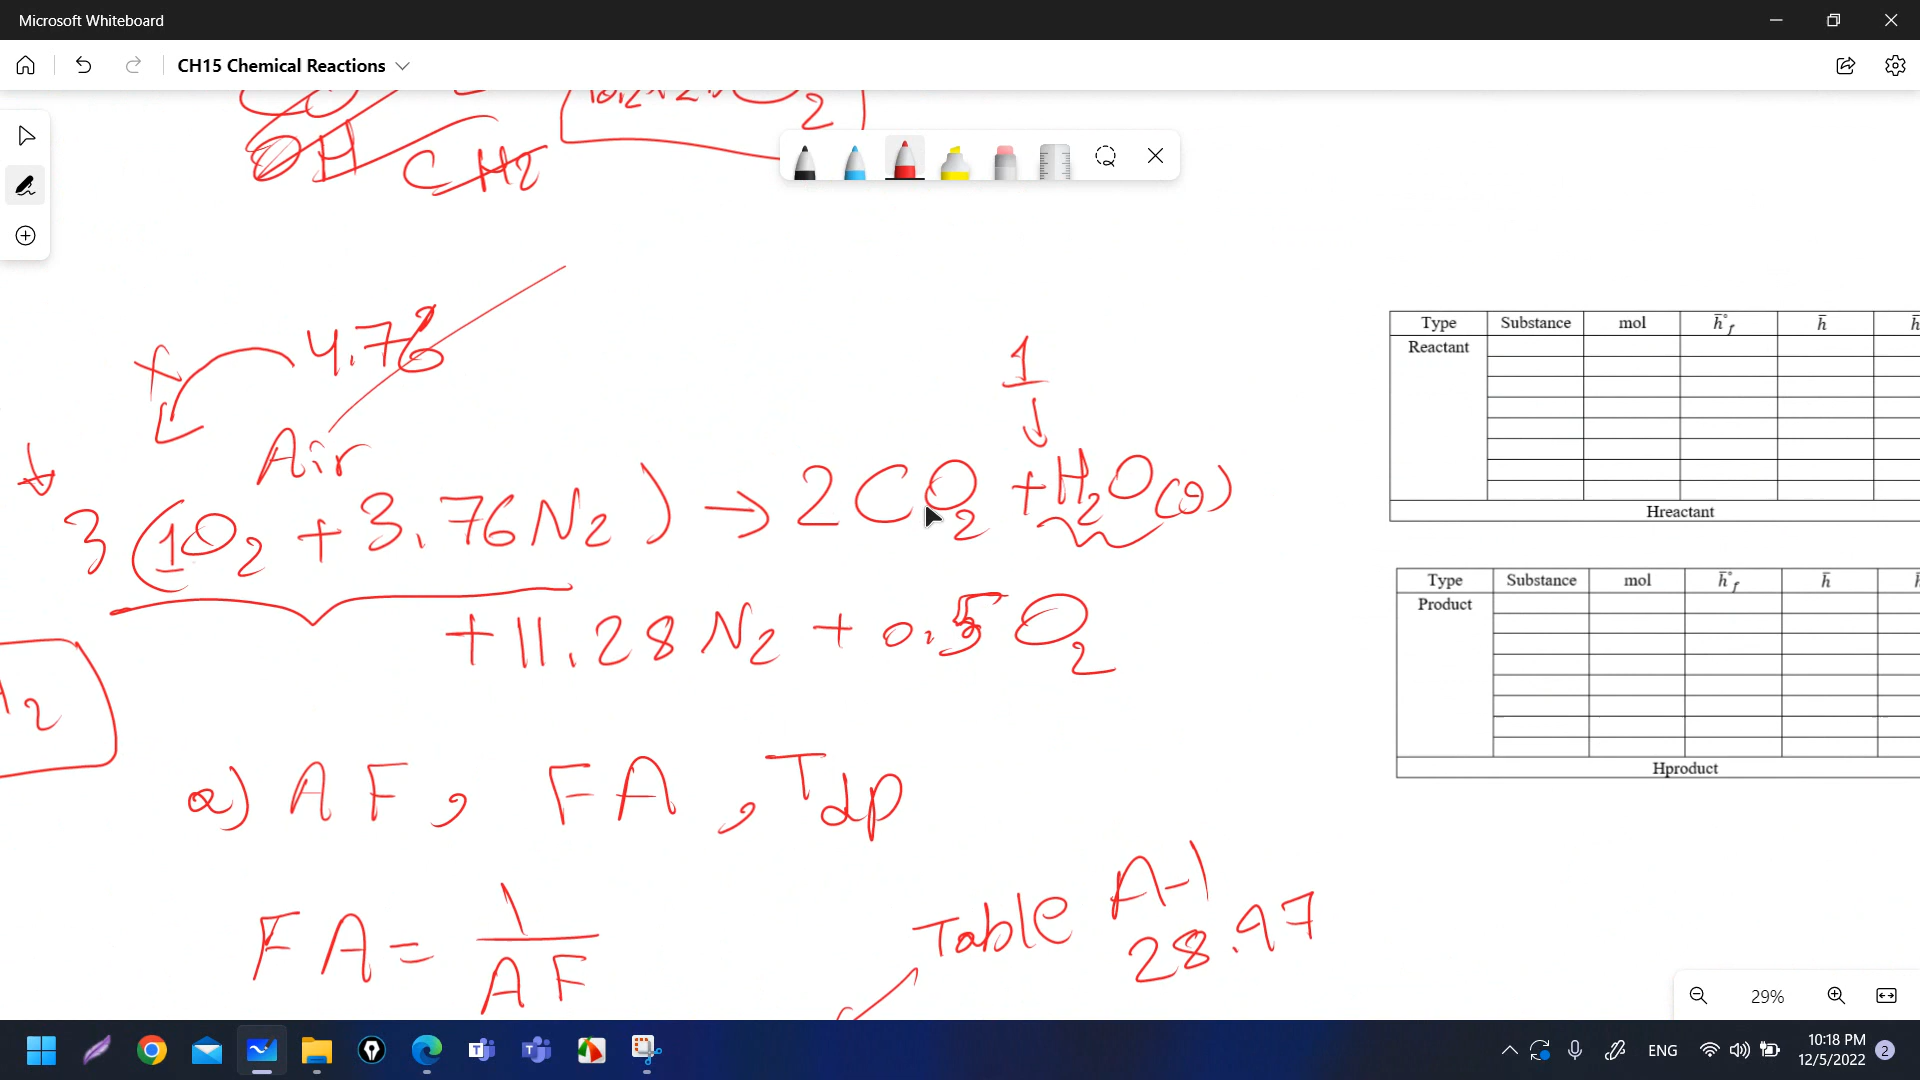 Microsoft Whiteboard
CH15 Chemical Reactions
CH2
4.76
x
Air
1
3 (1O2 + 3.76N2) → 2CO2 + H2O(g)
+ 11.28 N2 + 0.5 O2
a) AF, FA, Tdp
FA = 1
AF
Table A-1
28.97
Type Substance mol h̄°f h̄
Reactant
Hreactant
Type Substance mol h̄°f h̄
Product
Hproduct
29%
ENG
10:18 PM
12/5/2022
2